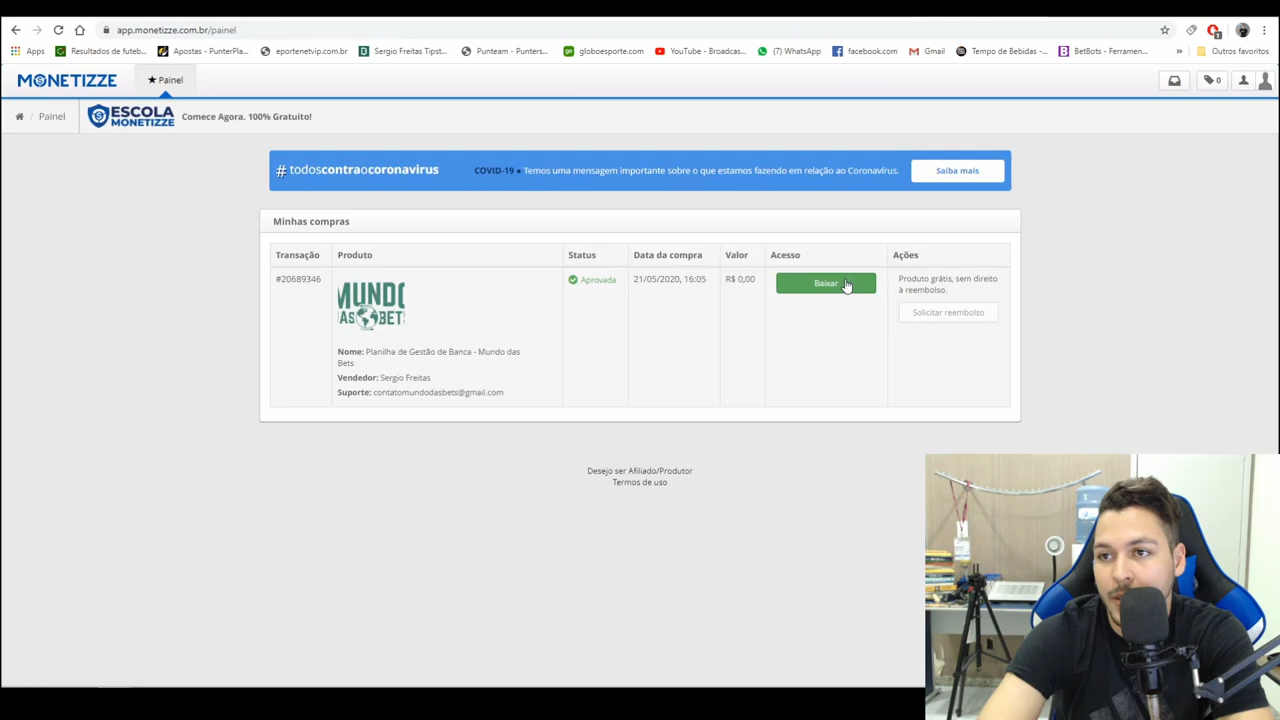 app.monetizze.com.br/painel
Apps
Resultados de futeb...
Apostas - PunterPla...
eportenetvip.com.br
Sergio Freitas Tipst...
Punteam - Punters...
globoesporte.com
YouTube - Broadcas...
(7) WhatsApp
facebook.com
Gmail
Tempo de Bebidas -...
BetBots - Ferramen...
»
Outros favoritos
MONETIZZE
★ Painel
0
/ Painel
ESCOLA
MONETIZZE
Comece Agora. 100% Gratuito!
#todoscontraocoronavirus
COVID-19 • Temos uma mensagem importante sobre o que estamos fazendo em relação ao Coronavírus.
Saiba mais
Minhas compras
Transação Produto Status Data da compra Valor Acesso Ações
#20689346
MUNDO
DAS BETS
Nome: Planilha de Gestão de Banca - Mundo das
Bets
Vendedor: Sergio Freitas
Suporte: contatomundodasbets@gmail.com
Aprovada
21/05/2020, 16:05
R$ 0,00
Baixar
Produto grátis, sem direito
à reembolso.
Solicitar reembolso
Desejo ser Afiliado/Produtor
Termos de uso